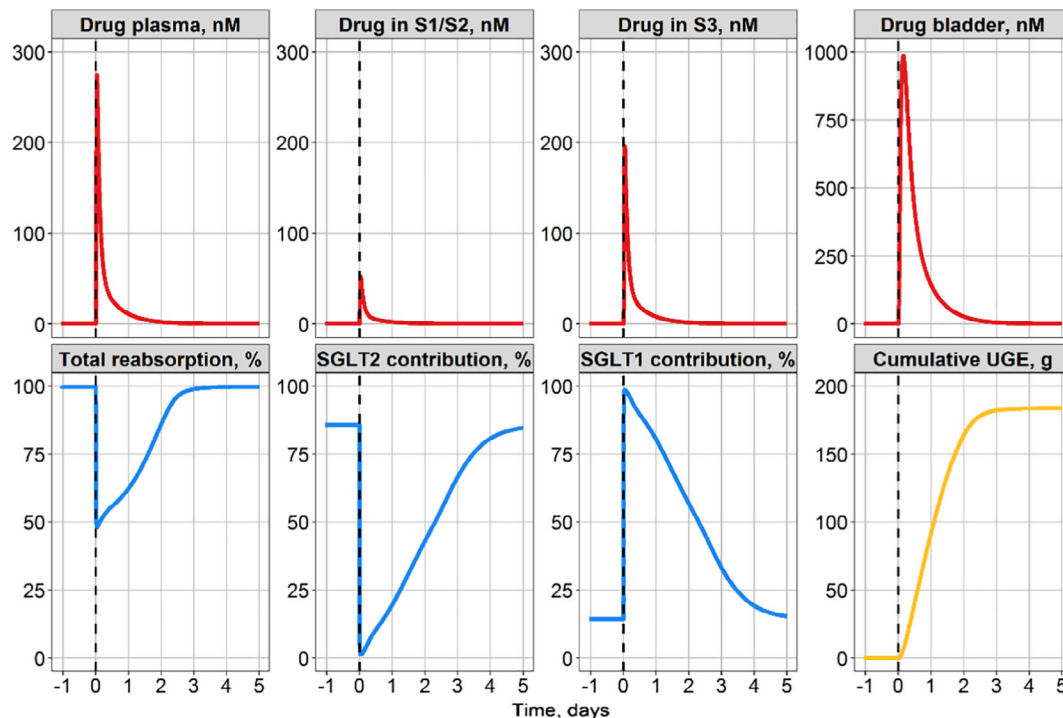 Drug plasma, nM
Drug in S1/S2, nM
Drug in S3, nM
Drug bladder, nM
300
200
100
0
300
200
100
0
300
200
100
0
1000
750
500
250
0
Total reabsorption, %
SGLT2 contribution, %
SGLT1 contribution, %
Cumulative UGE, g
100
75
50
25
0
100
75
50
25
0
100
75
50
25
0
200
150
100
50
0
-1 0 1 2 3 4 5
-1 0 1 2 3 4 5
-1 0 1 2 3 4 5
-1 0 1 2 3 4 5
Time, days